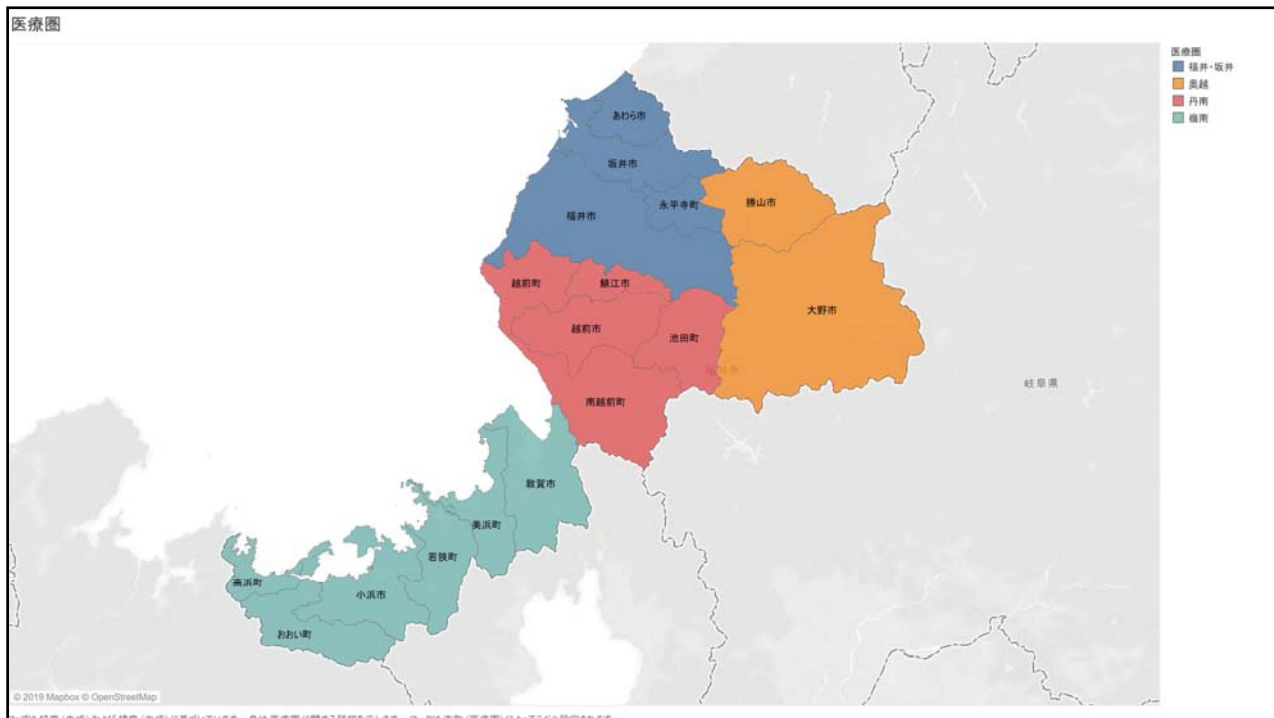 医療圏
医療圏
福井・坂井
奥越
丹南
嶺南
あわら市
坂井市
永平寺町
勝山市
福井市
越前町
鯖江市
大野市
越前市
池田町
福井県
岐阜県
南越前町
敦賀市
美浜町
若狭町
高浜町
小浜市
おおい町
© 2019 Mapbox © OpenStreetMap